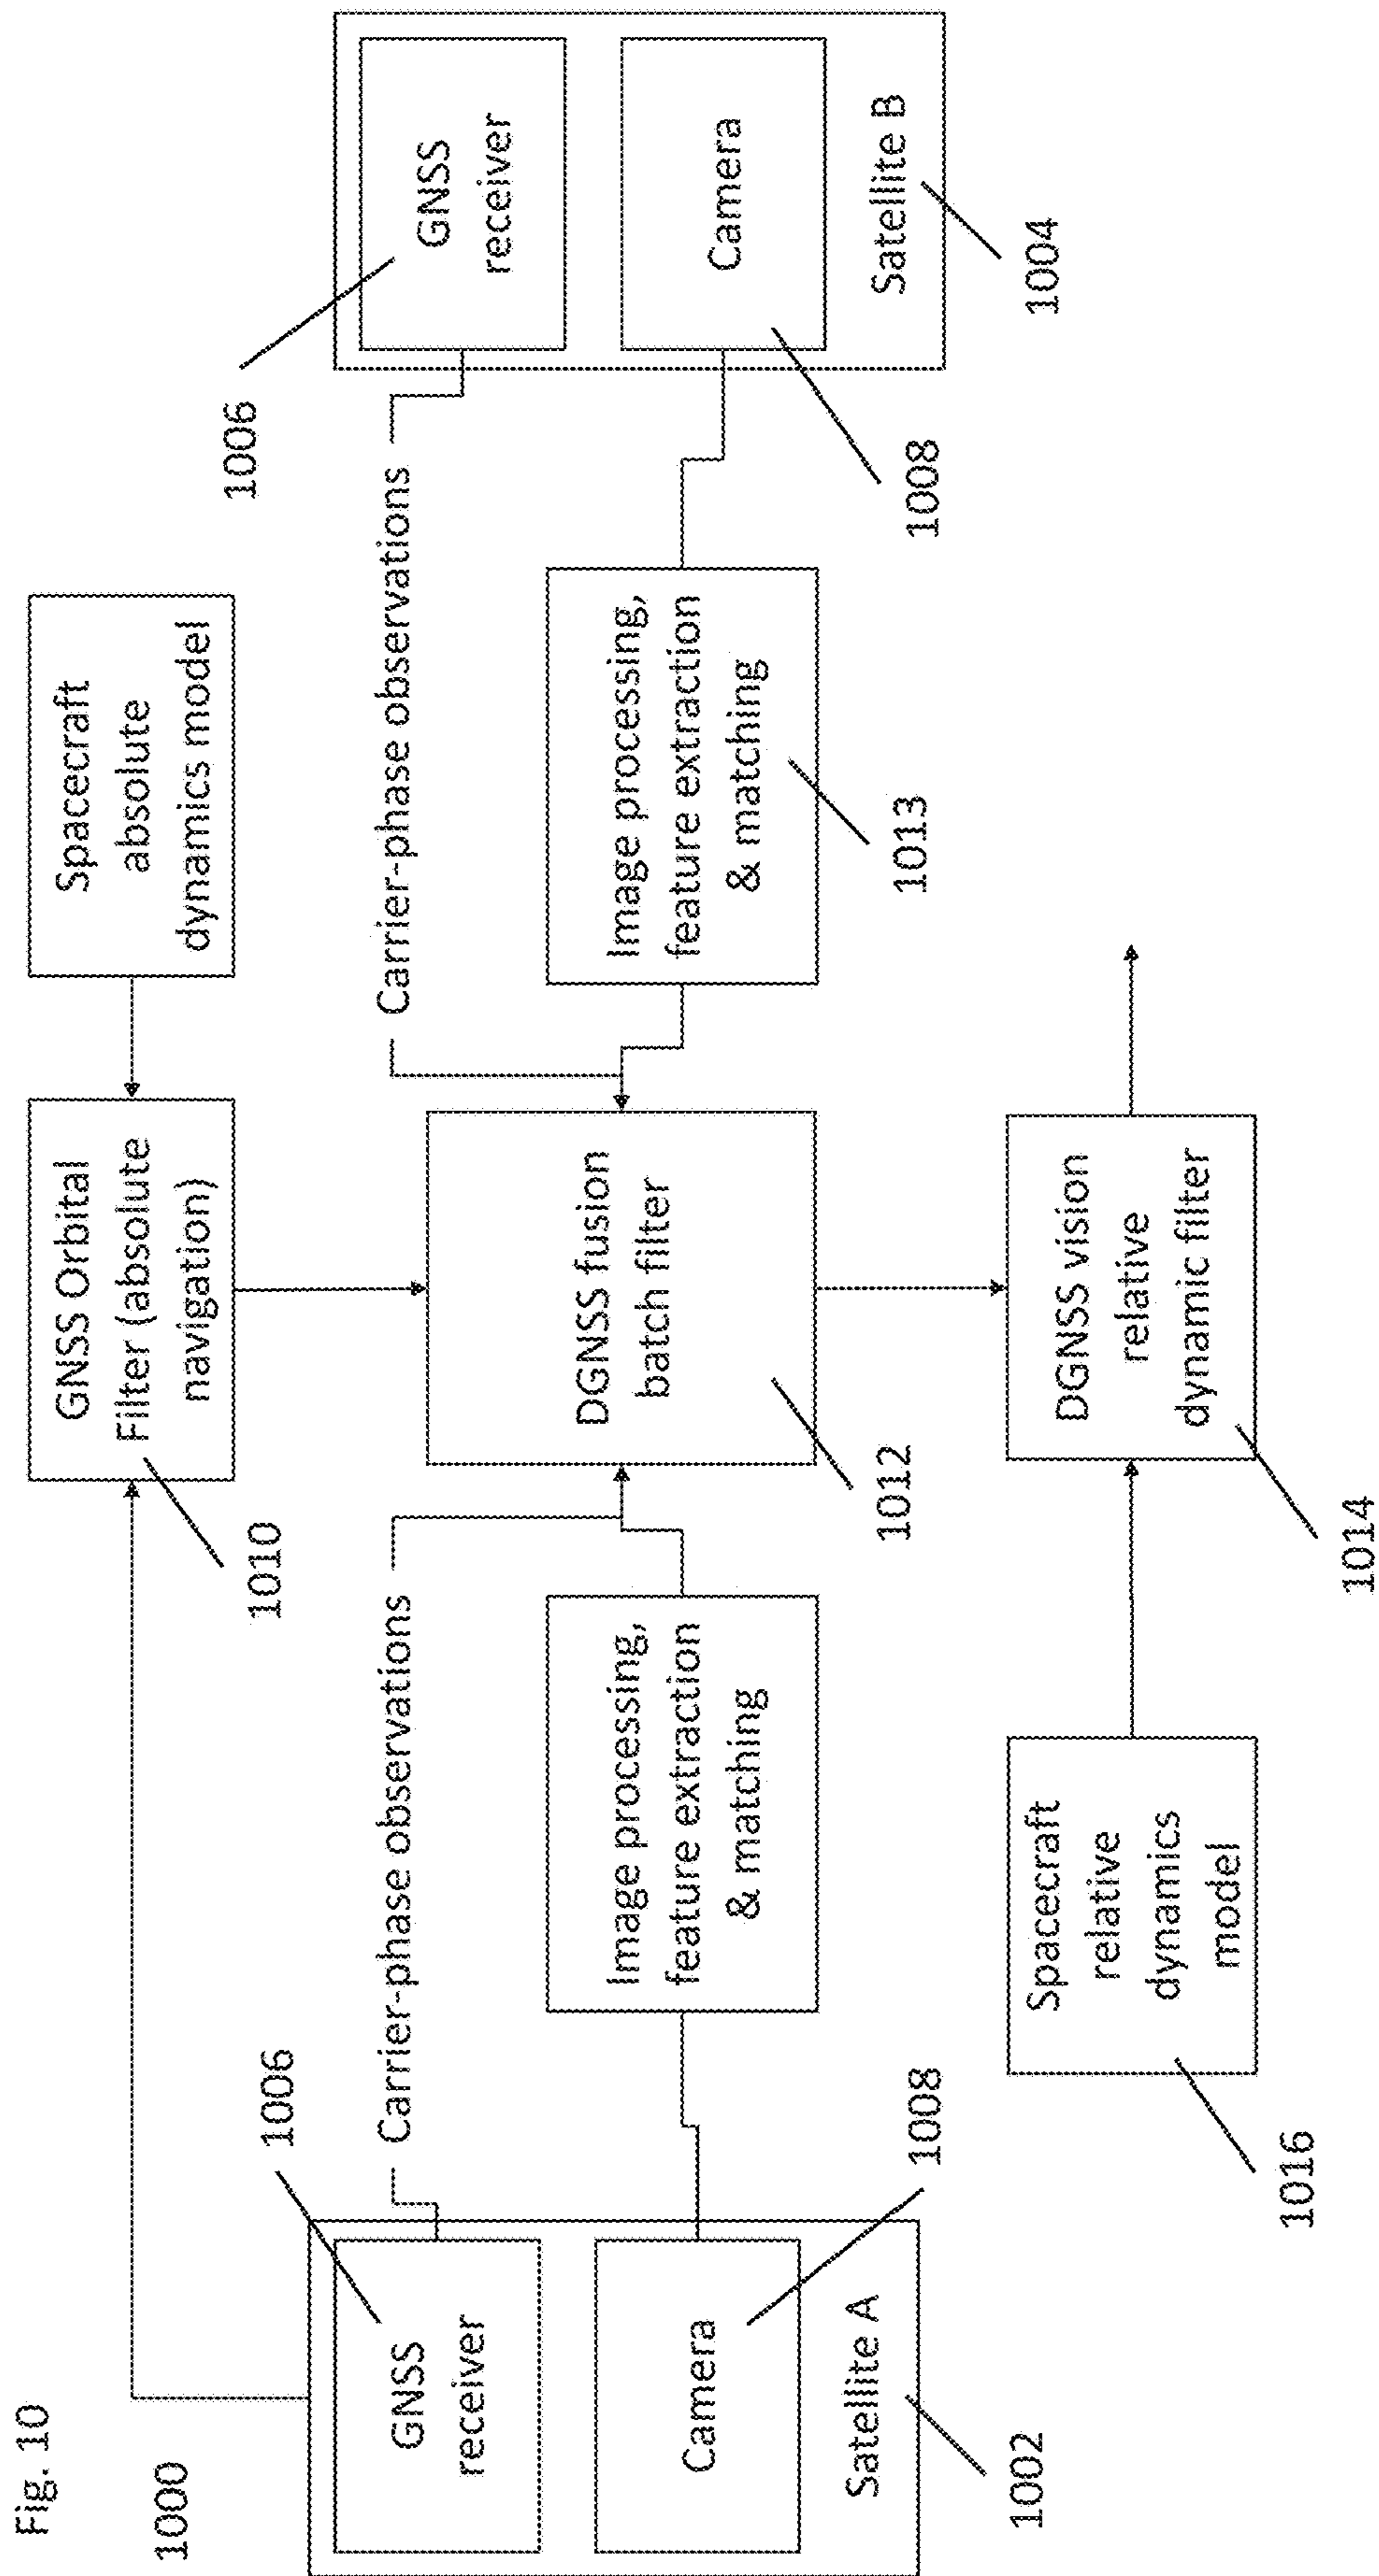 Fig. 10
1000
GNSS
receiver
Camera
Satellite A
1002
1006
1008
Carrier-phase observations
Image processing,
feature extraction
& matching
GNSS Orbital
Filter (absolute
navigation)
1010
Spacecraft
absolute
dynamics model
DGNSS fusion
batch filter
1012
Carrier-phase observations
Image processing,
feature extraction
& matching
1013
GNSS
receiver
Camera
Satellite B
1006
1008
1004
Spacecraft
relative
dynamics
model
1016
DGNSS vision
relative
dynamic filter
1014